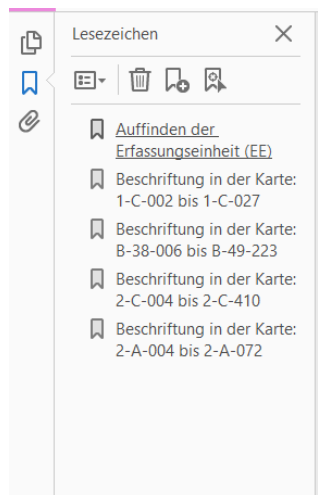 Lesezeichen
Auffinden der
Erfassungseinheit (EE)
Beschriftung in der Karte:
1-C-002 bis 1-C-027
Beschriftung in der Karte:
B-38-006 bis B-49-223
Beschriftung in der Karte:
2-C-004 bis 2-C-410
Beschriftung in der Karte:
2-A-004 bis 2-A-072